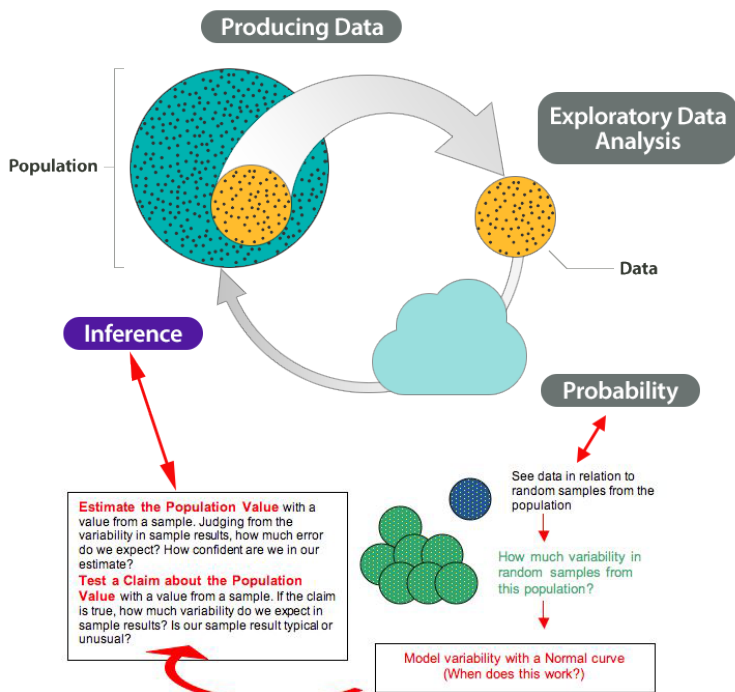 Producing Data
Exploratory Data
Analysis
Population
Data
Inference
Probability
See data in relation to
random samples from the
population
Estimate the Population Value with a
value from a sample. Judging from the
variability in sample results, how much error
do we expect? How confident are we in our
estimate?
Test a Claim about the Population
Value with a value from a sample. If the claim
is true, how much variability do we expect in
sample results? Is our sample result typical or
unusual?
How much variability in
random samples from
this population?
Model variability with a Normal curve
(When does this work?)